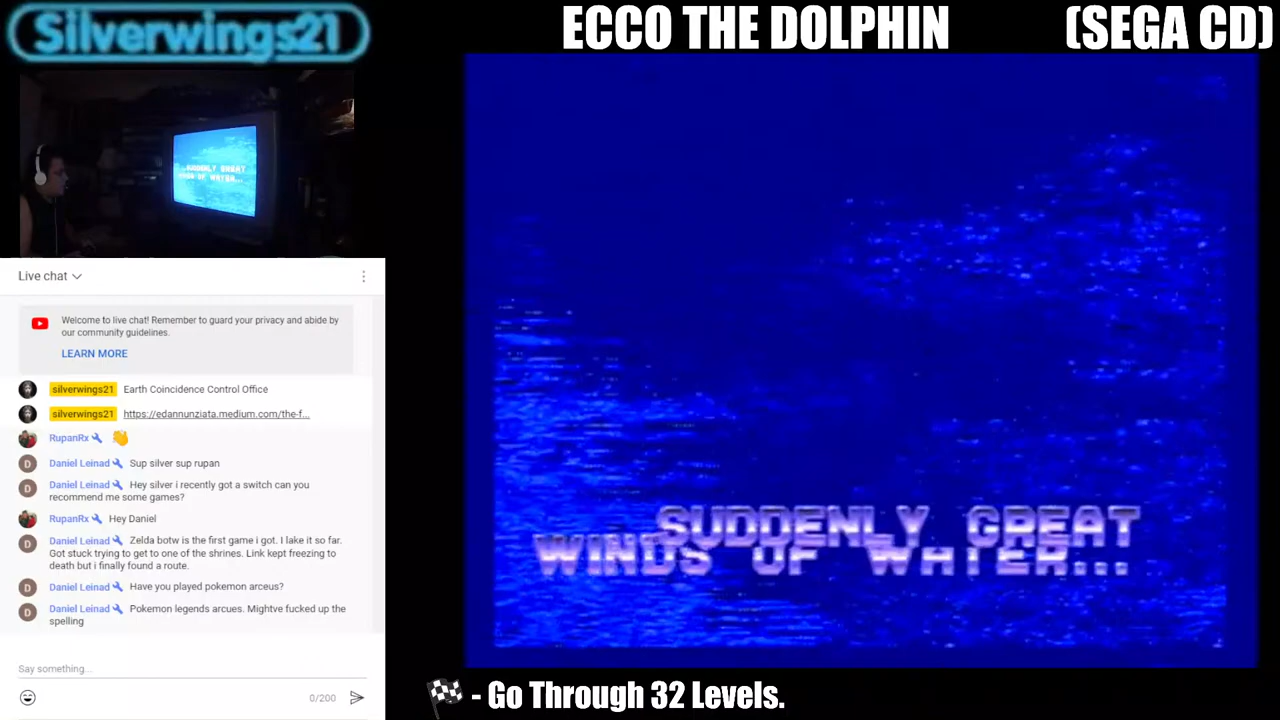 Silverwings21
ECCO THE DOLPHIN (SEGA CD)
SUDDENLY GREAT
WINDS OF WATER...
Live chat
Welcome to live chat! Remember to guard your privacy and abide by
our community guidelines.
LEARN MORE
silverwings21 Earth Coincidence Control Office
silverwings21 https://edannunziata.medium.com/the-f...
RupanRx
D Daniel Leinad Sup silver sup rupan
D Daniel Leinad Hey silver i recently got a switch can you
recommend me some games?
RupanRx Hey Daniel
D Daniel Leinad Zelda botw is the first game i got. I lake it so far.
Got stuck trying to get to one of the shrines. Link kept freezing to
death but i finally found a route.
D Daniel Leinad Have you played pokemon arceus?
D Daniel Leinad Pokemon legends arcues. Mightve fucked up the
spelling
Say something...
0/200
SUDDENLY GREAT
WINDS OF WATER...
- Go Through 32 Levels.